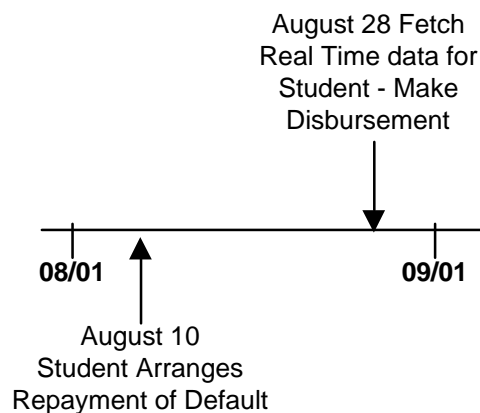 August 28 Fetch
Real Time data for
Student - Make
Disbursement
08/01
09/01
August 10
Student Arranges
Repayment of Default